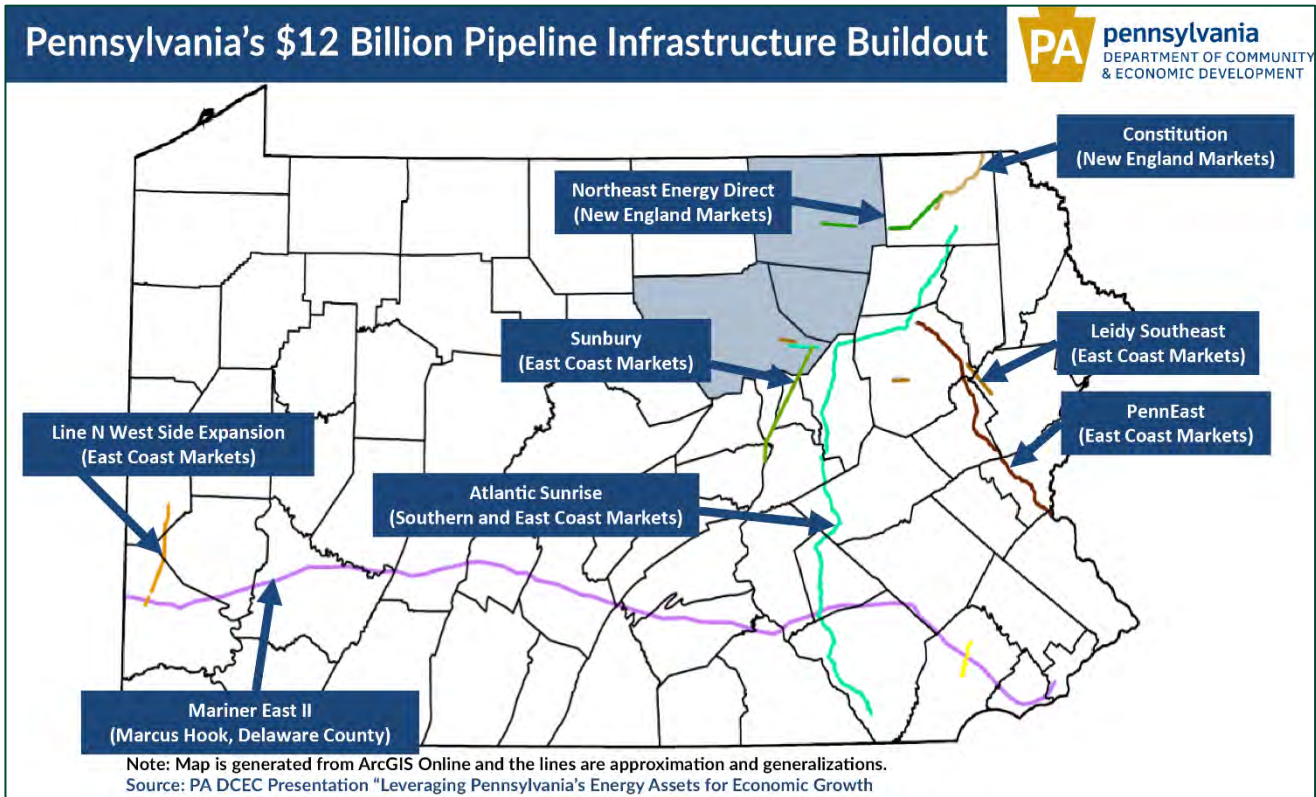 Pennsylvania's $12 Billion Pipeline Infrastructure Buildout
PA
pennsylvania
DEPARTMENT OF COMMUNITY
& ECONOMIC DEVELOPMENT
Constitution
(New England Markets)
Northeast Energy Direct
(New England Markets)
Sunbury
(East Coast Markets)
Leidy Southeast
(East Coast Markets)
PennEast
(East Coast Markets)
Line N West Side Expansion
(East Coast Markets)
Atlantic Sunrise
(Southern and East Coast Markets)
Mariner East II
(Marcus Hook, Delaware County)
Note: Map is generated from ArcGIS Online and the lines are approximation and generalizations.
Source: PA DCEC Presentation "Leveraging Pennsylvania's Energy Assets for Economic Growth